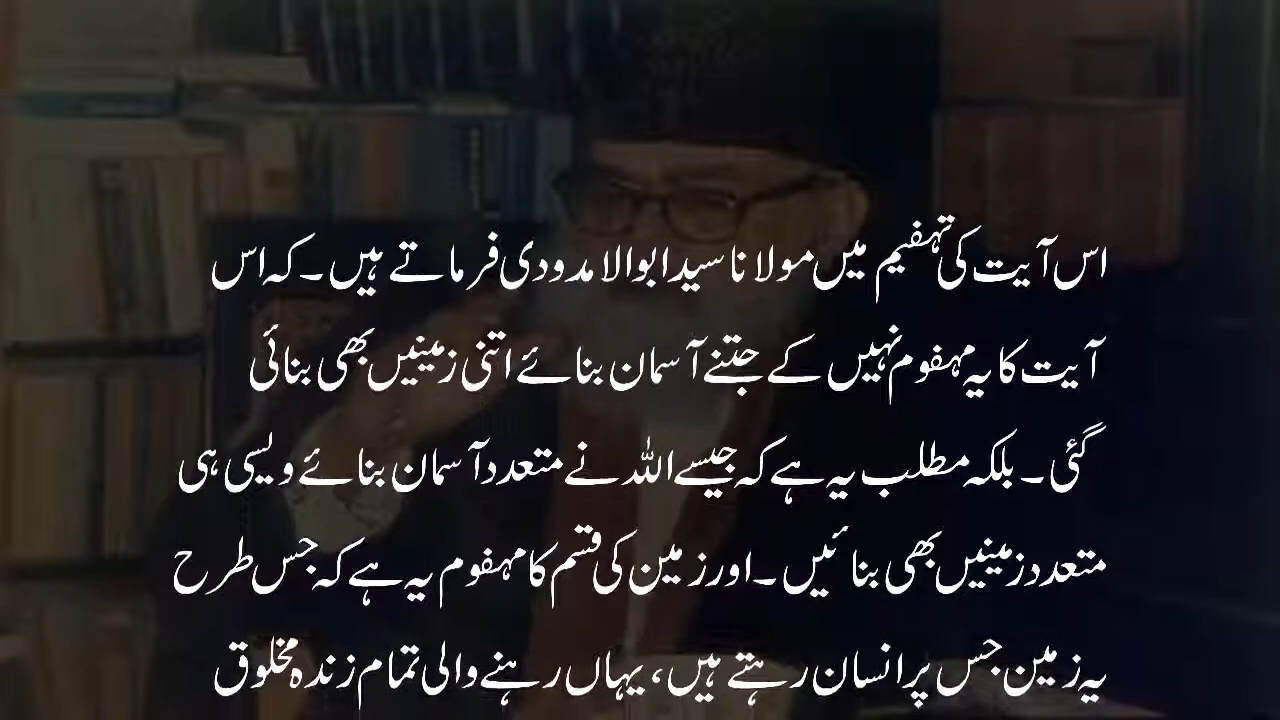 اس آیت کی تہفیم میں مولانا سید ابوالا مدودی فرماتے ہیں۔ کہ اس
آیت کا یہ مہفوم نہیں کے جتنے آسمان بنائے اتنی زمینیں بھی بنائی
گئی۔ بلکہ مطلب یہ ہے کہ جیسے اللہ نے متعدد آسمان بنائے ویسی ہی
متعدد زمینیں بھی بنائیں۔ اور زمین کی قسم کا مہفوم یہ ہے کہ جس طرح
یہ زمین جس پر انسان رہتے ہیں، یہاں رہنے والی تمام زندہ مخلوق